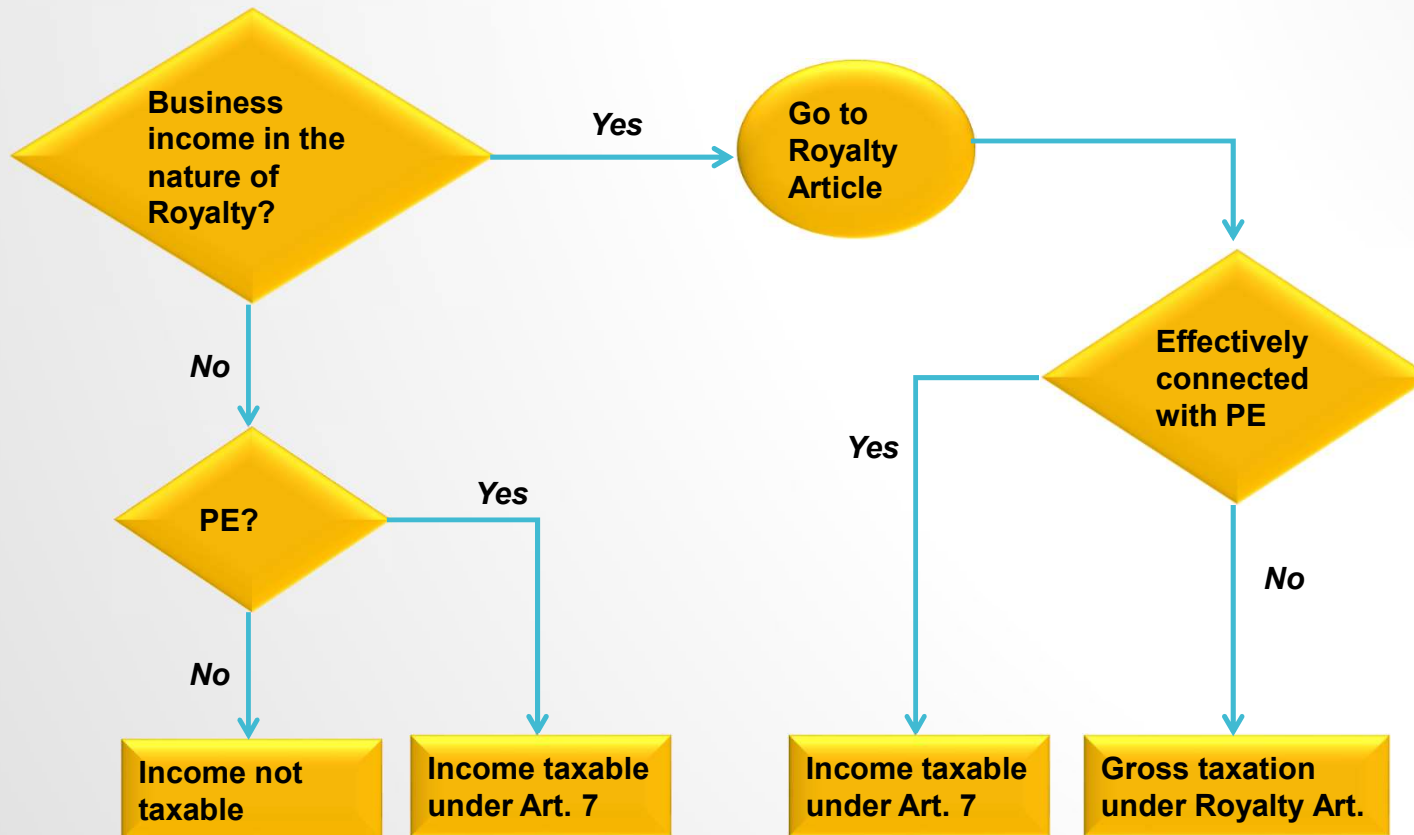 Business
income in the
nature of
Royalty?
Yes
Go to
Royalty
Article
No
Effectively
connected
with PE
Yes
PE?
Yes
No
No
Income not
taxable
Income taxable
under Art. 7
Income taxable
under Art. 7
Gross taxation
under Royalty Art.